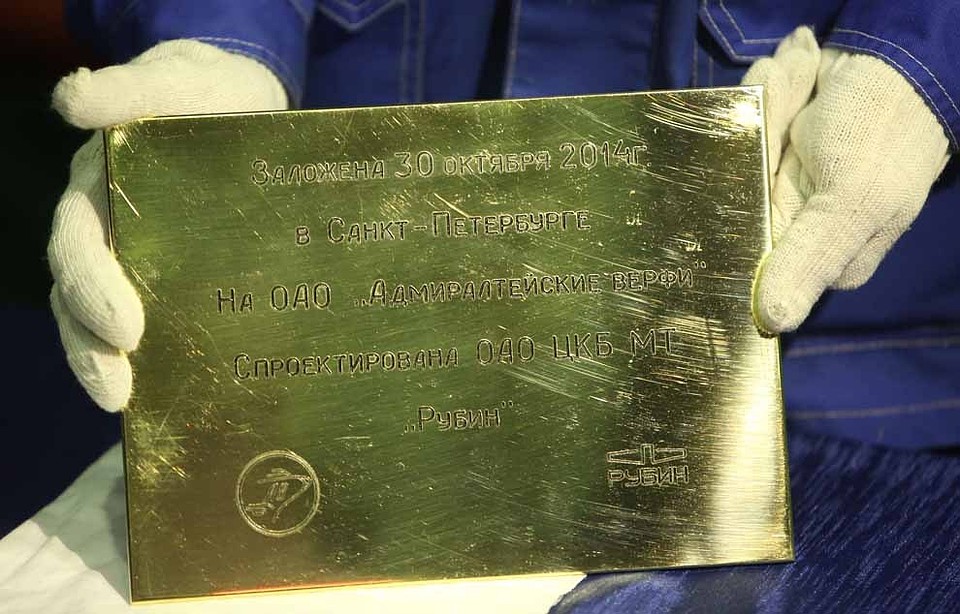 Заложена 30 октября 2014г.
в Санкт-Петербурге
На ОАО „Адмиралтейские верфи"
Спроектирована ОАО ЦКБ МТ
„Рубин"
РУБИН